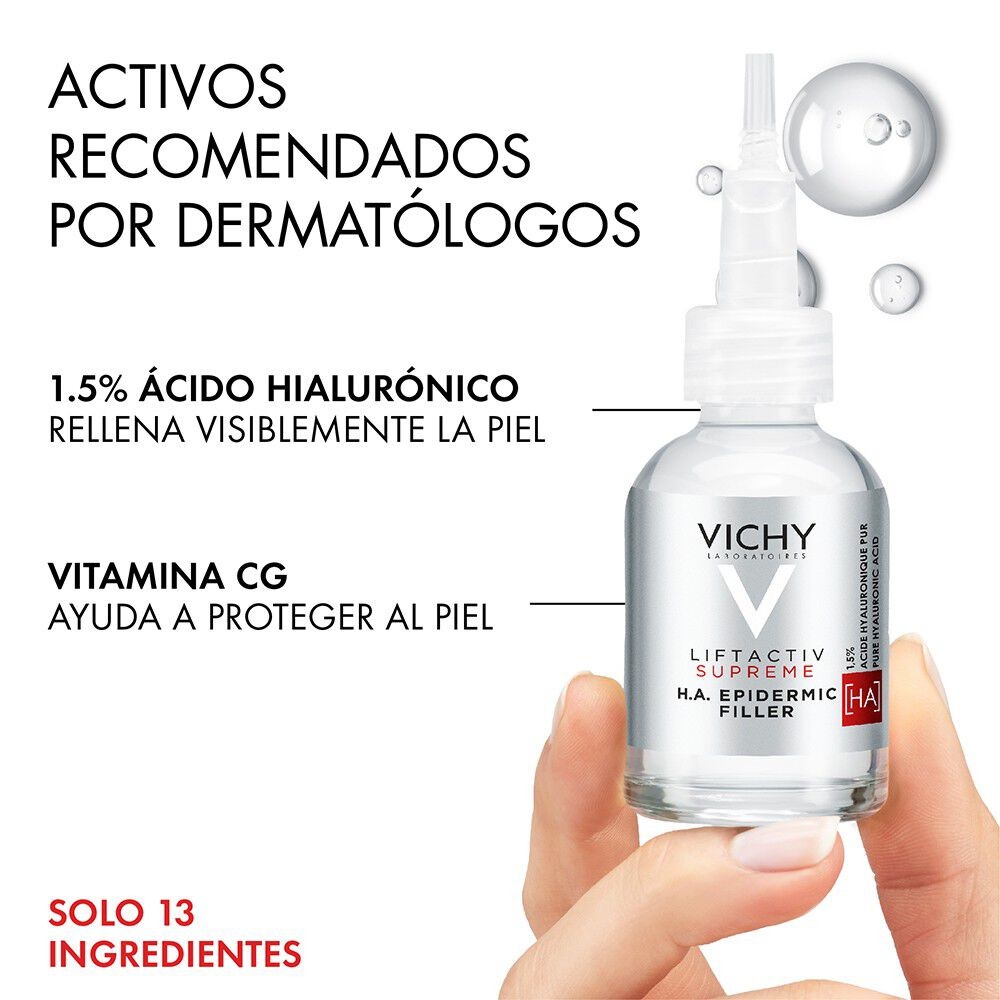 ACTIVOS
RECOMENDADOS
POR DERMATÓLOGOS
1.5% ÁCIDO HIALURÓNICO
RELLENA VISIBLEMENTE LA PIEL
VITAMINA CG
AYUDA A PROTEGER AL PIEL
SOLO 13
INGREDIENTES
VICHY
LABORATOIRES
V
LIFTACTIV
SUPREME
H.A. EPIDERMIC
FILLER
1,5%
ACIDE HYALURONIQUE PUR
PURE HYALURONIC ACID
[HA]